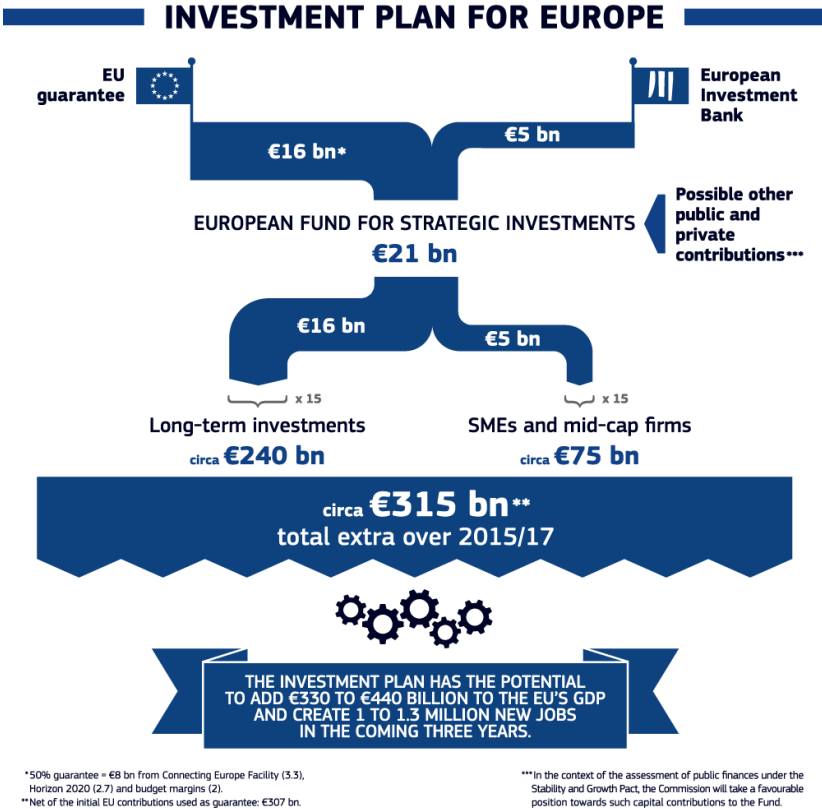 INVESTMENT PLAN FOR EUROPE
EU
guarantee
European
Investment
Bank
€16 bn*
€5 bn
Possible other
public and
private
contributions***
EUROPEAN FUND FOR STRATEGIC INVESTMENTS
€21 bn
€16 bn
€5 bn
x 15
x 15
Long-term investments
circa €240 bn
SMEs and mid-cap firms
circa €75 bn
circa €315 bn**
total extra over 2015/17
THE INVESTMENT PLAN HAS THE POTENTIAL
TO ADD €330 TO €440 BILLION TO THE EU'S GDP
AND CREATE 1 TO 1.3 MILLION NEW JOBS
IN THE COMING THREE YEARS.
*50% guarantee = €8 bn from Connecting Europe Facility (3.3),
Horizon 2020 (2.7) and budget margins (2).
**Net of the initial EU contributions used as guarantee: €307 bn.
***In the context of the assessment of public finances under the
Stability and Growth Pact, the Commission will take a favourable
position towards such capital contributions to the Fund.